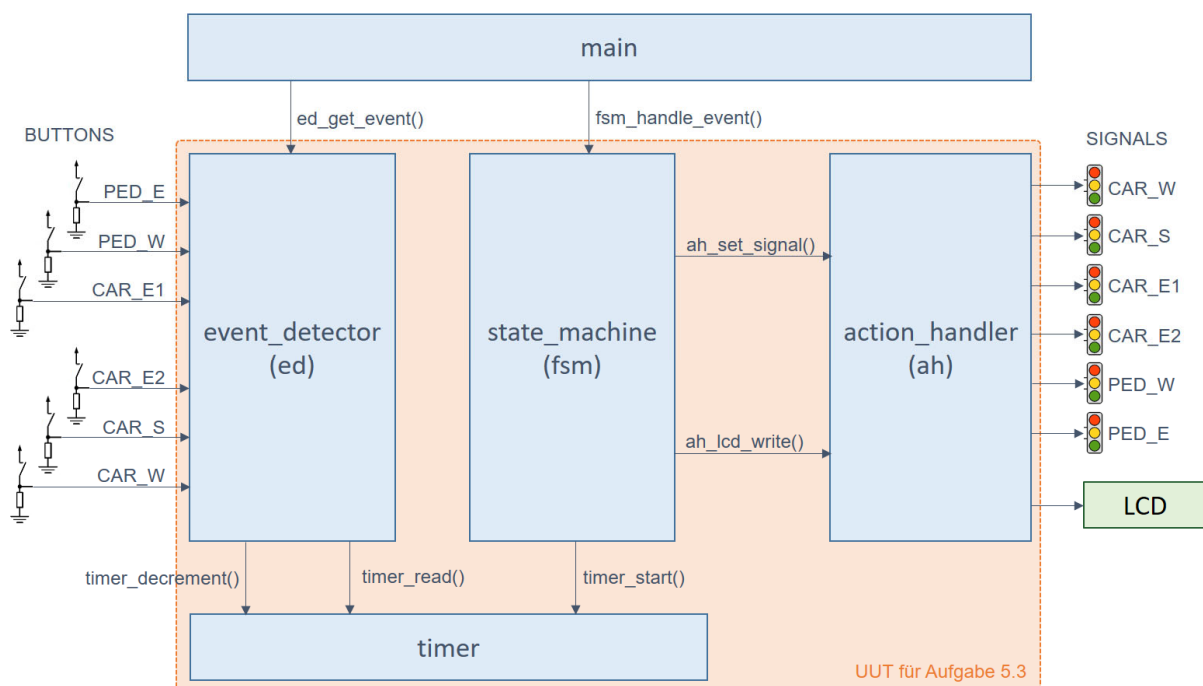 main
ed_get_event()
fsm_handle_event()
BUTTONS
SIGNALS
PED_E
PED_W
CAR_E1
CAR_E2
CAR_S
CAR_W
event_detector
(ed)
state_machine
(fsm)
ah_set_signal()
ah_lcd_write()
action_handler
(ah)
CAR_W
CAR_S
CAR_E1
CAR_E2
PED_W
PED_E
LCD
timer_decrement()
timer_read()
timer_start()
timer
UUT für Aufgabe 5.3